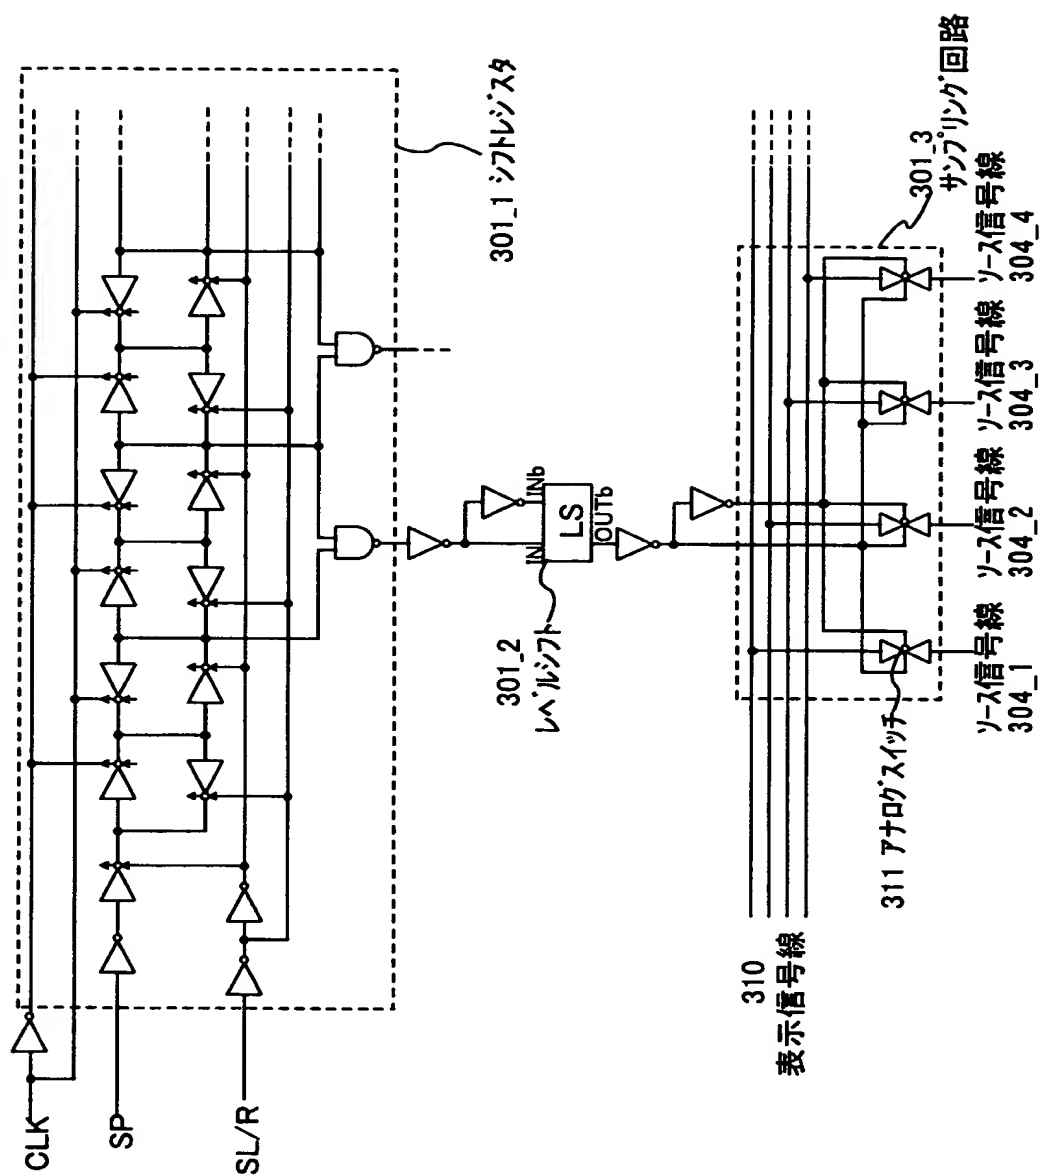 CLK
SP
SL/R
301_1 シフトレジスタ
301_2
レベルシフト
IN
INb
LS
OUTb
310
表示信号線
311 アナログスイッチ
301_3
サンプリング回路
ソース信号線
304_1
ソース信号線
304_2
ソース信号線
304_3
ソース信号線
304_4